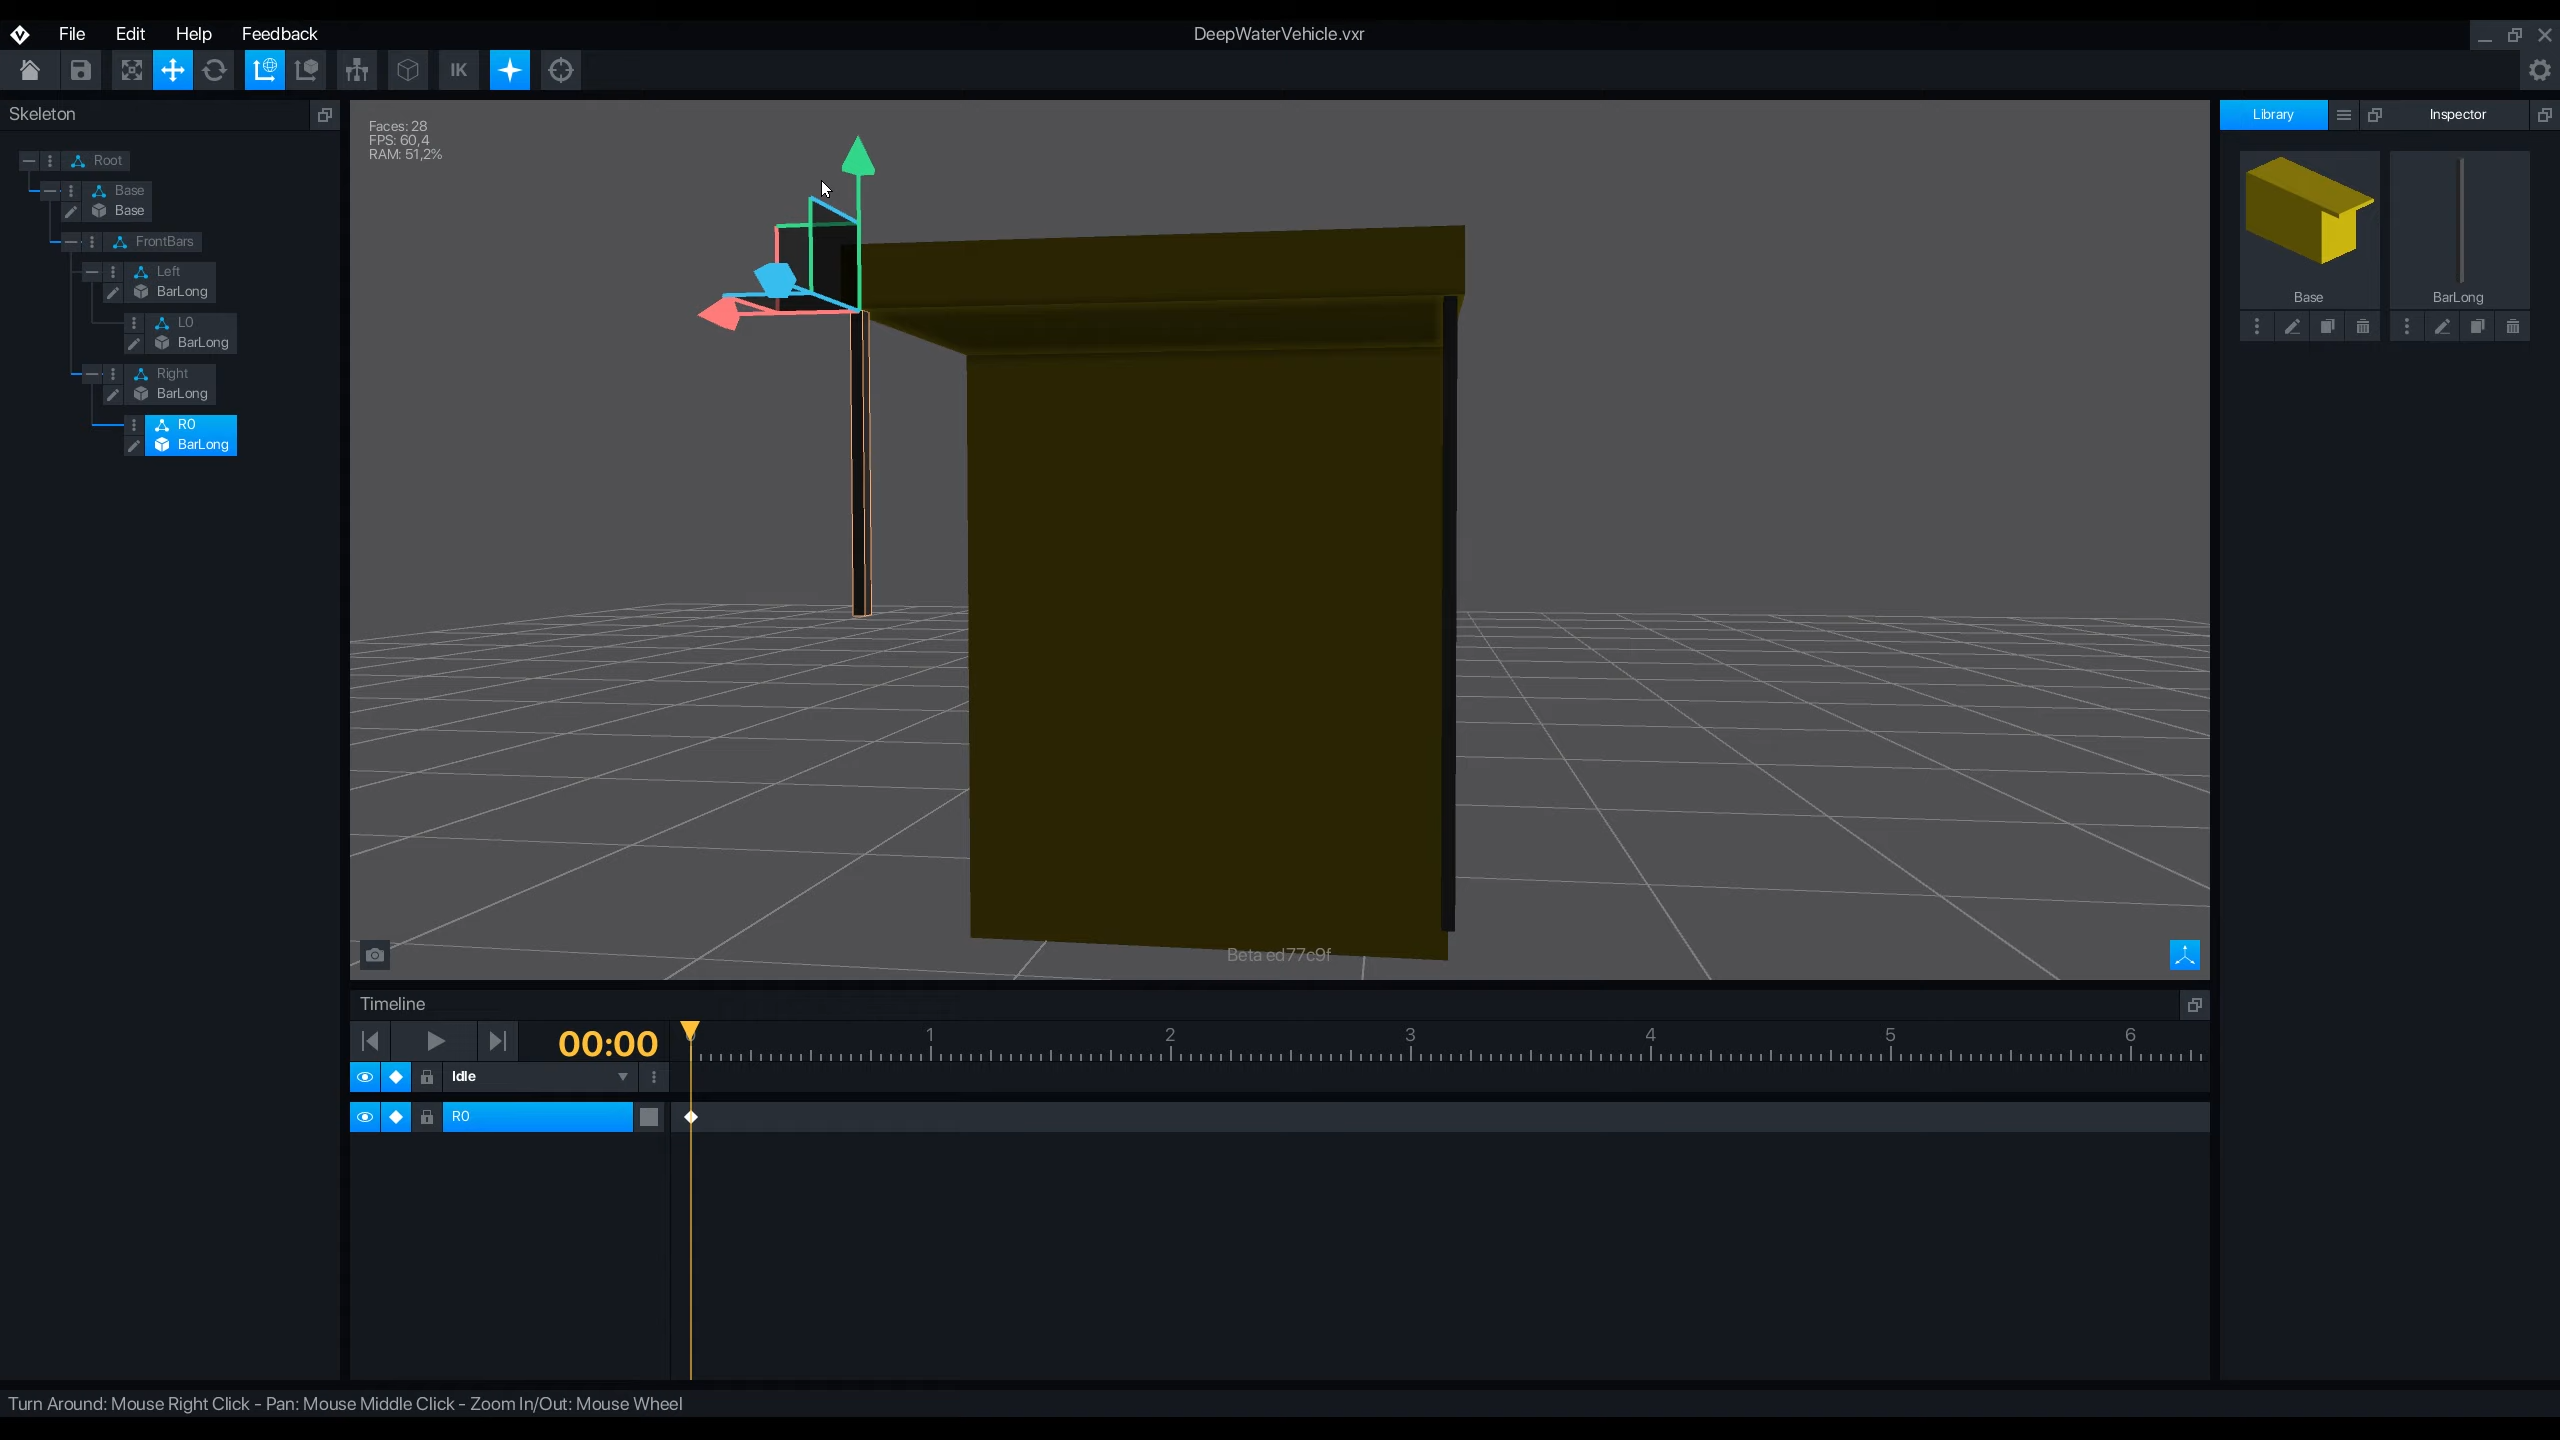 File Edit Help Feedback
DeepWaterVehicle.vxr
IK
Skeleton
Library
Inspector
Root
Base
Base
FrontBars
Left
BarLong
L0
BarLong
Right
BarLong
R0
BarLong
Faces: 28
FPS: 60,4
RAM: 51,2%
Base
BarLong
Beta ed77c9f
Timeline
00:00
0 1 2 3 4 5 6
Idle
R0
Turn Around: Mouse Right Click - Pan: Mouse Middle Click - Zoom In/Out: Mouse Wheel